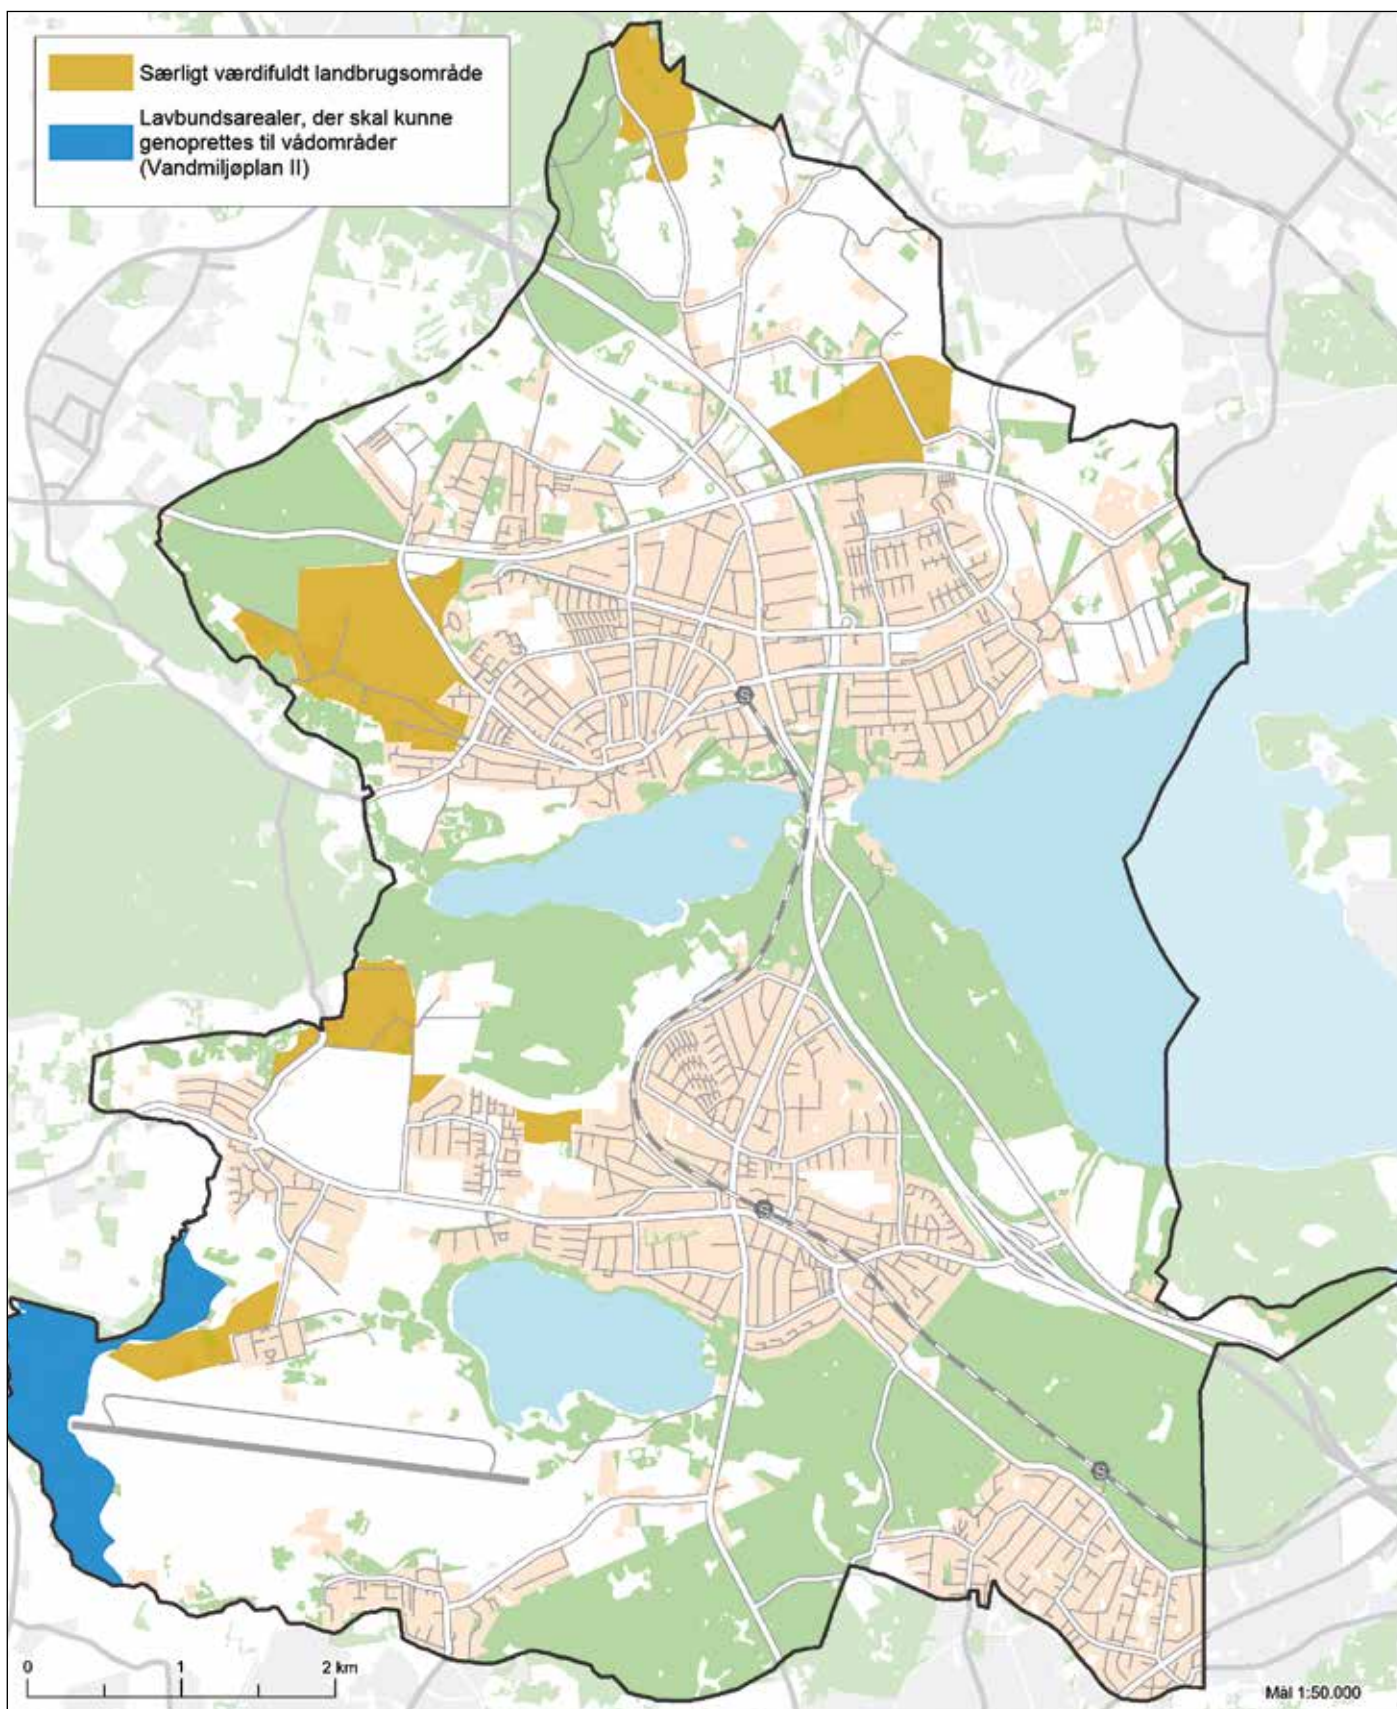 Særligt værdifuldt landbrugsområde
Lavbundsarealer, der skal kunne
genoprettes til vådområder
(Vandmiljøplan II)
S
S
S
0 1 2 km
Mål 1:50.000